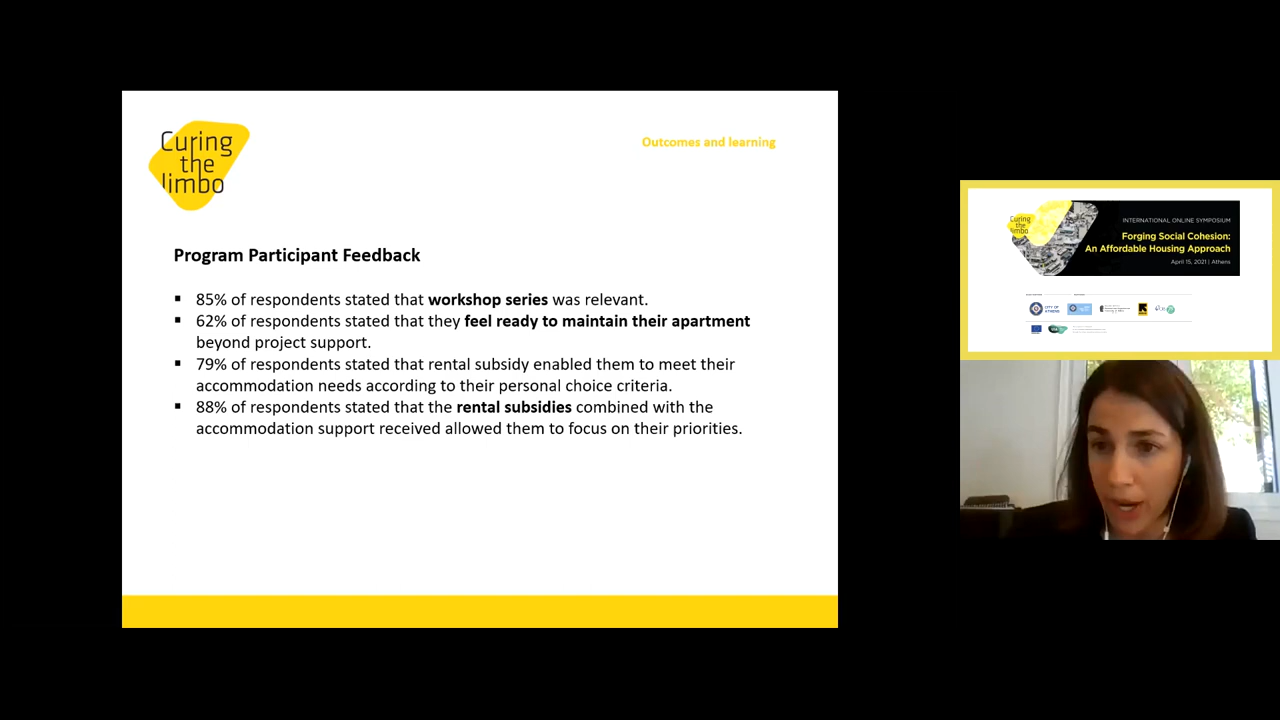 Curing
the
limbo
Outcomes and learning
Program Participant Feedback
▪ 85% of respondents stated that workshop series was relevant.
▪ 62% of respondents stated that they feel ready to maintain their apartment
beyond project support.
▪ 79% of respondents stated that rental subsidy enabled them to meet their
accommodation needs according to their personal choice criteria.
▪ 88% of respondents stated that the rental subsidies combined with the
accommodation support received allowed them to focus on their priorities.
Curing
the
limbo
INTERNATIONAL ONLINE SYMPOSIUM
Forging Social Cohesion:
An Affordable Housing Approach
April 15, 2021 | Athens
CITY OF
ATHENS